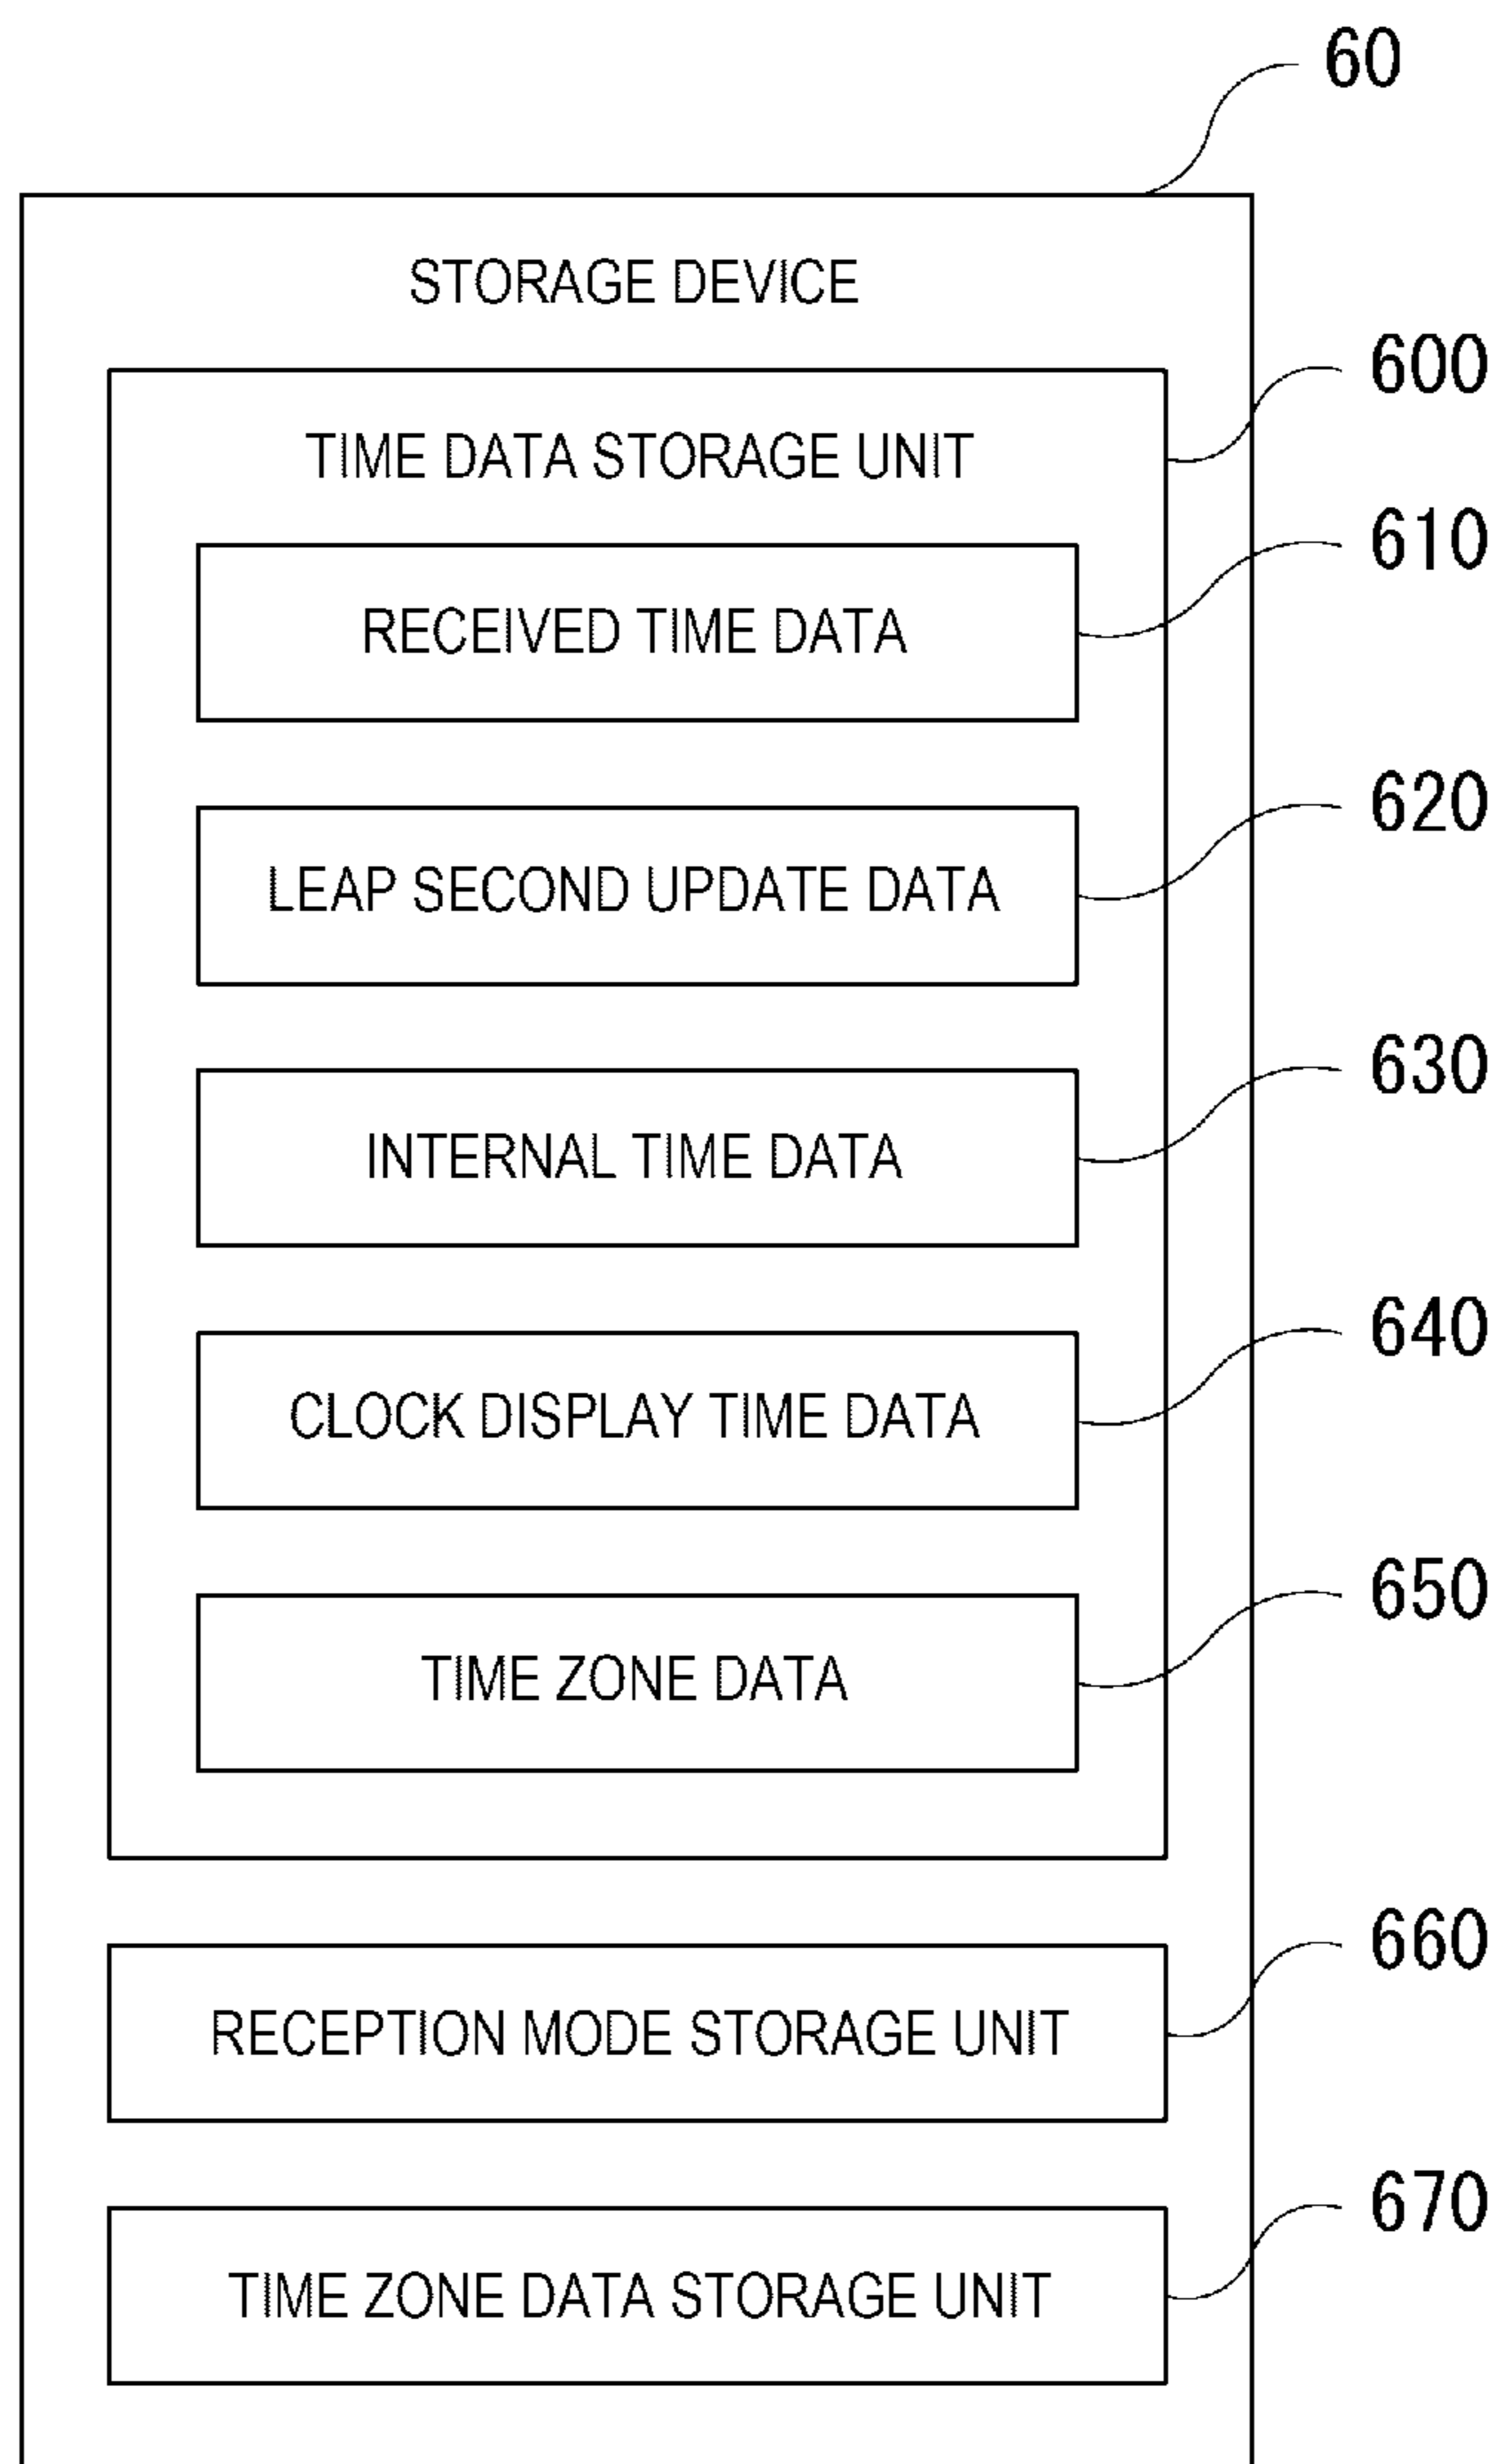 60
STORAGE DEVICE
600
TIME DATA STORAGE UNIT
610
RECEIVED TIME DATA
620
LEAP SECOND UPDATE DATA
630
INTERNAL TIME DATA
640
CLOCK DISPLAY TIME DATA
650
TIME ZONE DATA
660
RECEPTION MODE STORAGE UNIT
670
TIME ZONE DATA STORAGE UNIT